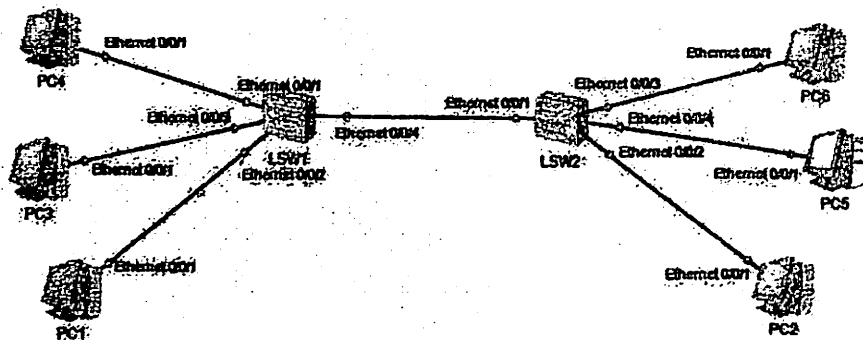 Ethernet 0/0/1
PC4
Ethernet 0/0/1
Ethernet 0/0/1
PC6
Ethernet 0/0/3
Ethernet 0/0/1
Ethernet 0/0/4
Ethernet 0/0/4
LSW1
LSW2
Ethernet 0/0/2
Ethernet 0/0/1
Ethernet 0/0/2
Ethernet 0/0/1
PC3
PC5
Ethernet 0/0/1
Ethernet 0/0/1
PC1
PC2